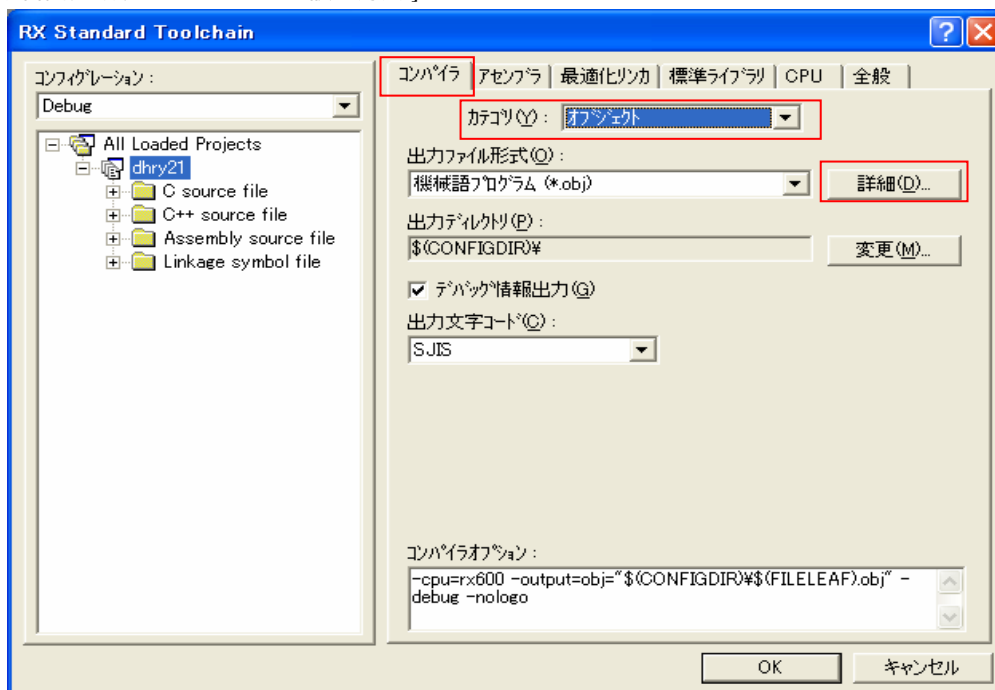 RX Standard Toolchain
コンフィグレーション :
Debug
All Loaded Projects
dhry21
C source file
C++ source file
Assembly source file
Linkage symbol file
コンパイラ アセンブラ 最適化リンカ 標準ライブラリ CPU 全般
カテゴリ(Y) : オブジェクト
出力ファイル形式(O) :
機械語プログラム (*.obj) 詳細(D)...
出力ディレクトリ(P) :
$(CONFIGDIR)¥ 変更(M)...
デバッグ情報出力(G)
出力文字コード(C) :
SJIS
コンパイラオプション :
-cpu=rx600 -output=obj="$(CONFIGDIR)¥$(FILELEAF).obj" -
debug -nologo
OK キャンセル